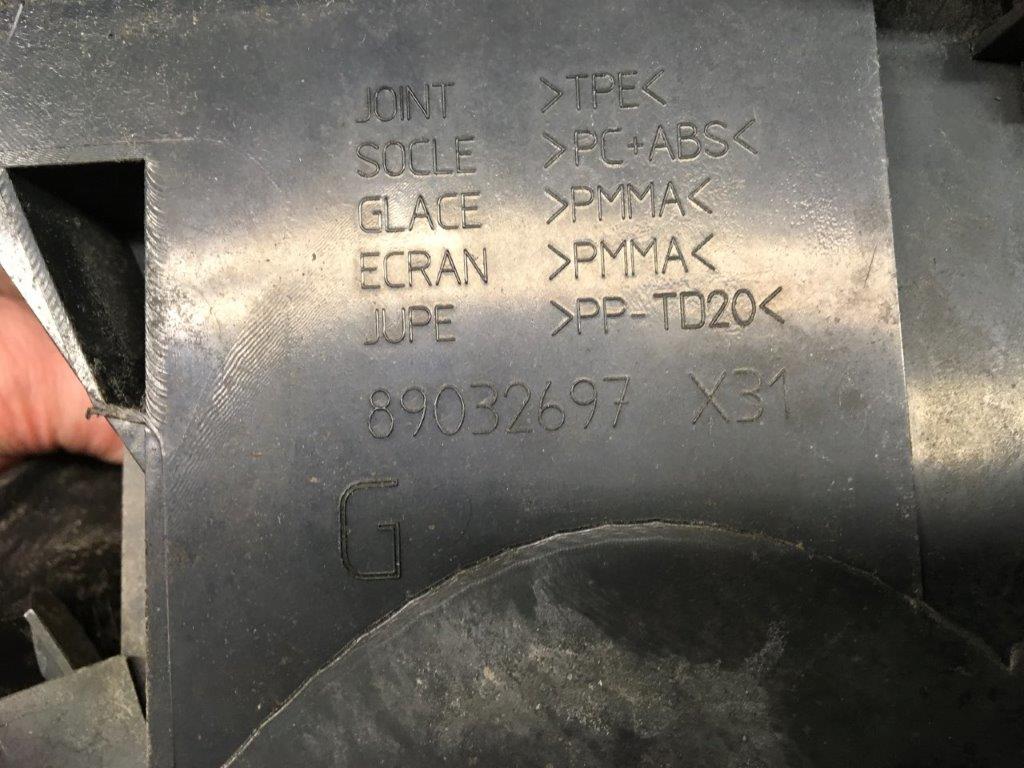 JOINT >TPE<
SOCLE >PC+ABS<
GLACE >PMMA<
ECRAN >PMMA<
JUPE >PP-TD20<
89032697 X31
G